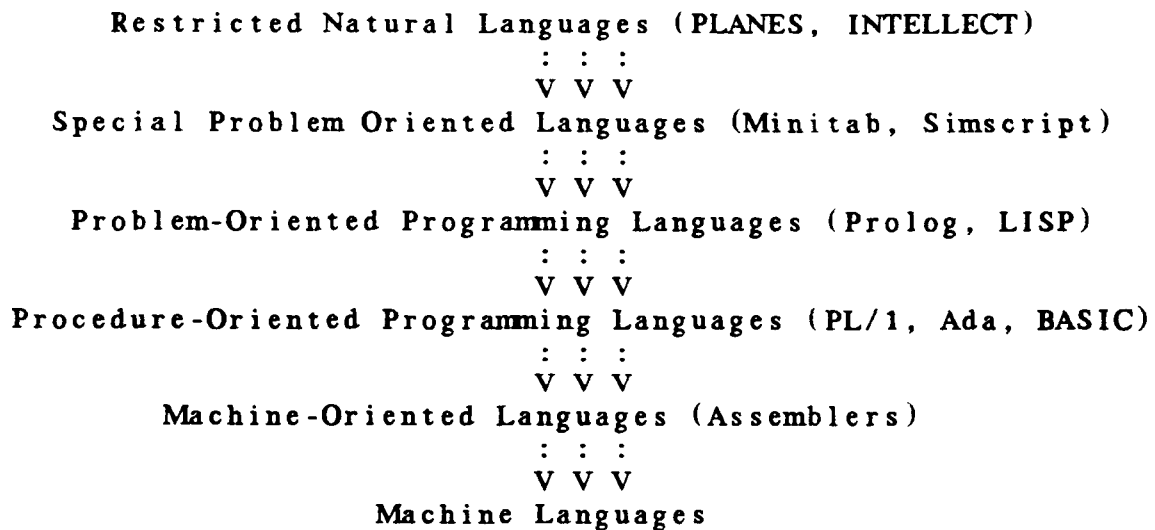 Restricted Natural Languages (PLANES, INTELLECT)
: : :
V V V
Special Problem Oriented Languages (Minitab, Simscript)
: : :
V V V
Problem-Oriented Programming Languages (Prolog, LISP)
: : :
V V V
Procedure-Oriented Programming Languages (PL/1, Ada, BASIC)
: : :
V V V
Machine-Oriented Languages (Assemblers)
: : :
V V V
Machine Languages